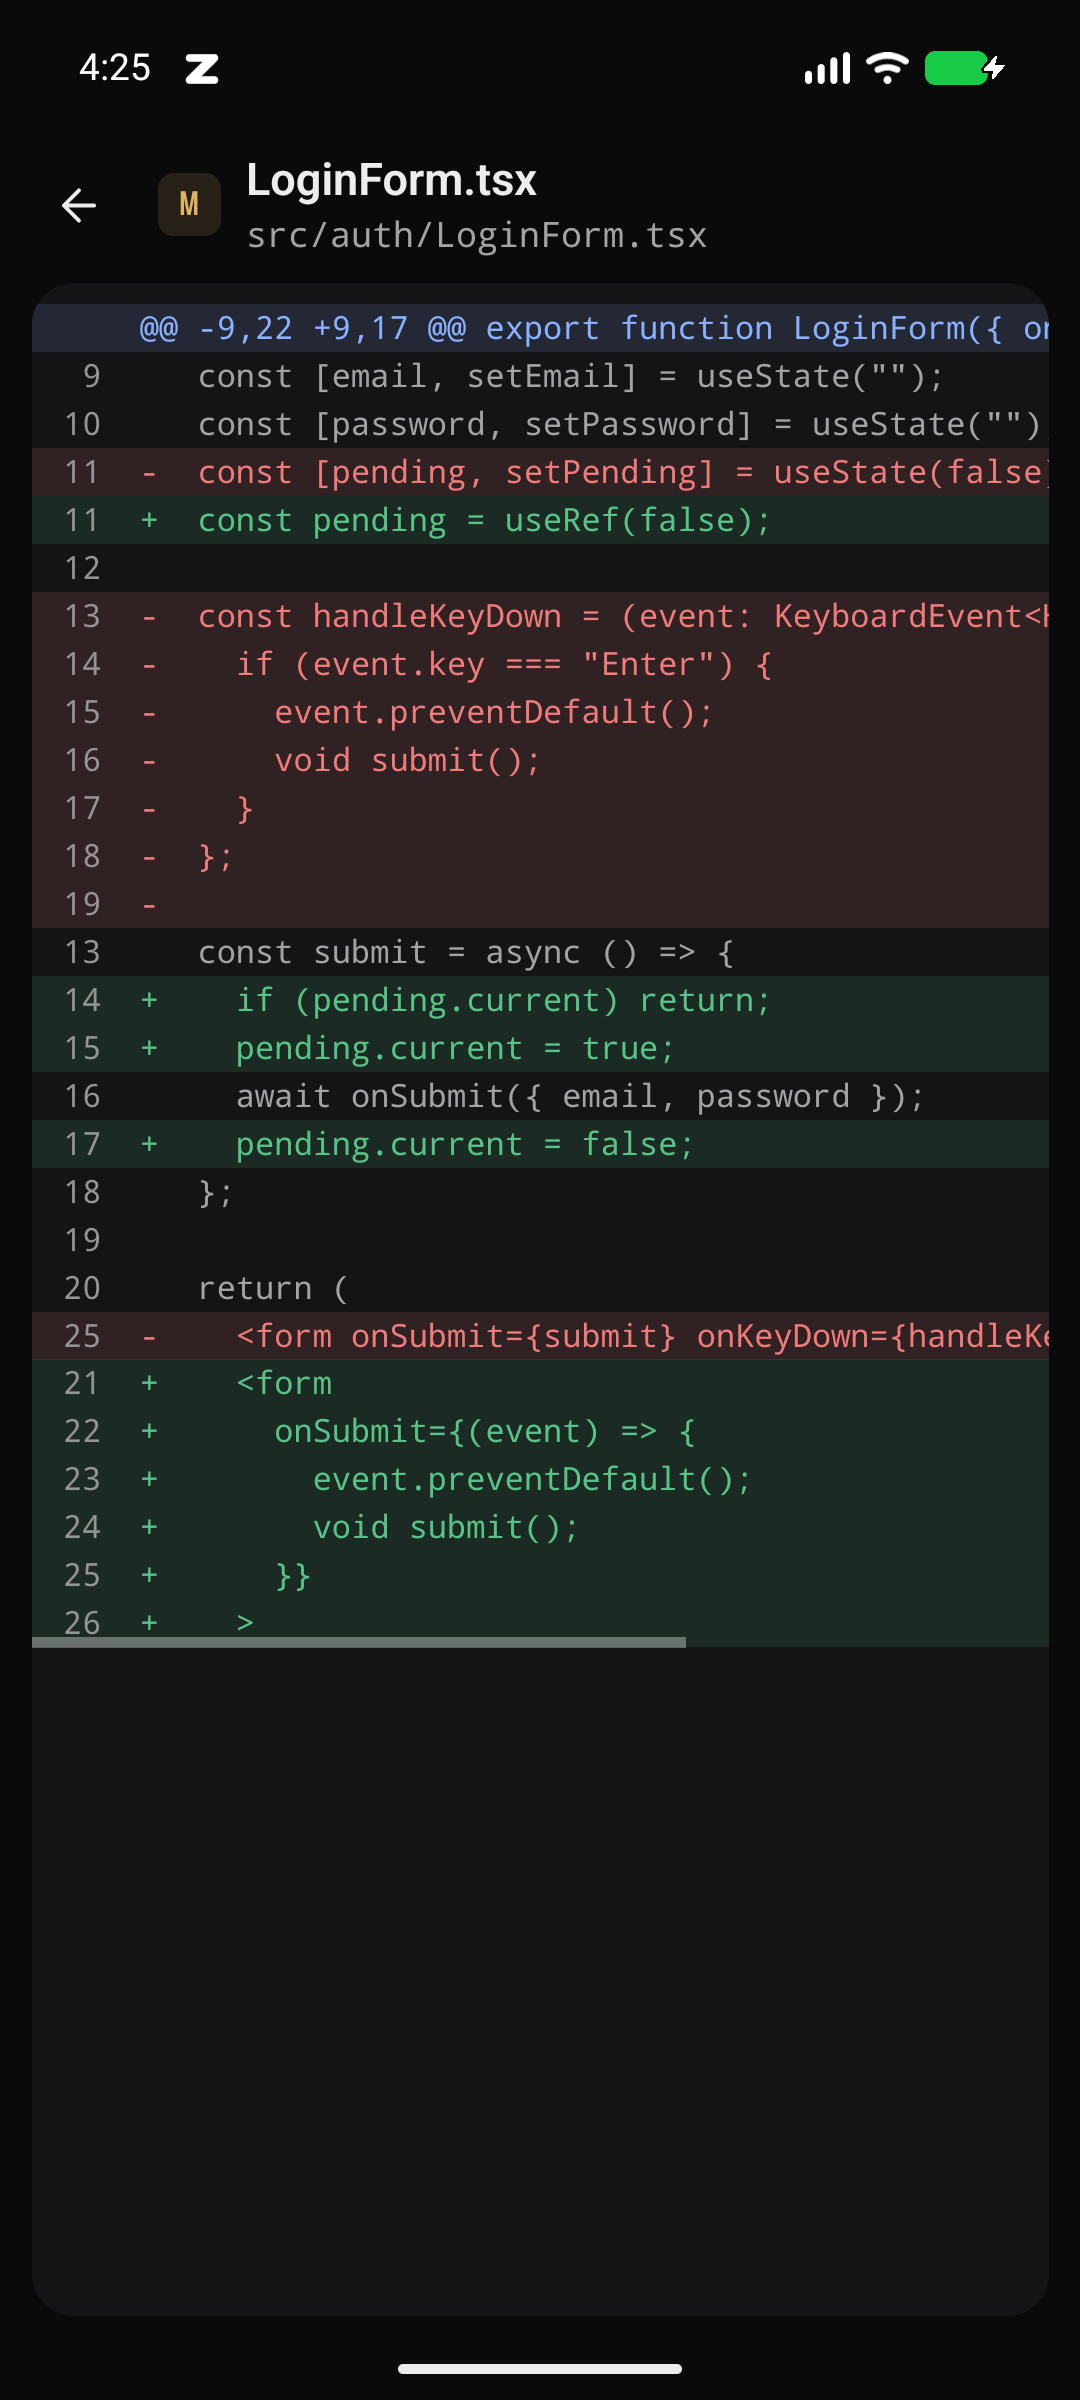 4:25 Z
M LoginForm.tsx
src/auth/LoginForm.tsx
@@ -9,22 +9,17 @@ export function LoginForm({ on
9 const [email, setEmail] = useState("");
10 const [password, setPassword] = useState("")
11 - const [pending, setPending] = useState(false)
11 + const pending = useRef(false);
12
13 - const handleKeyDown = (event: KeyboardEvent<H
14 - if (event.key === "Enter") {
15 - event.preventDefault();
16 - void submit();
17 - }
18 - };
19 -
13 const submit = async () => {
14 + if (pending.current) return;
15 + pending.current = true;
16 await onSubmit({ email, password });
17 + pending.current = false;
18 };
19
20 return (
25 - <form onSubmit={submit} onKeyDown={handleKe
21 + <form
22 + onSubmit={(event) => {
23 + event.preventDefault();
24 + void submit();
25 + }}
26 + >